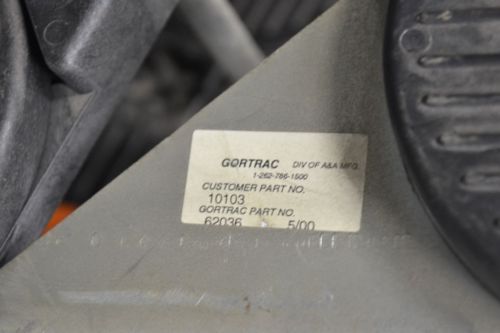 GORTRAC DIV OF A&A MFG.
1-262-786-1500
CUSTOMER PART NO.
10103
GORTRAC PART NO.
62036 5/00